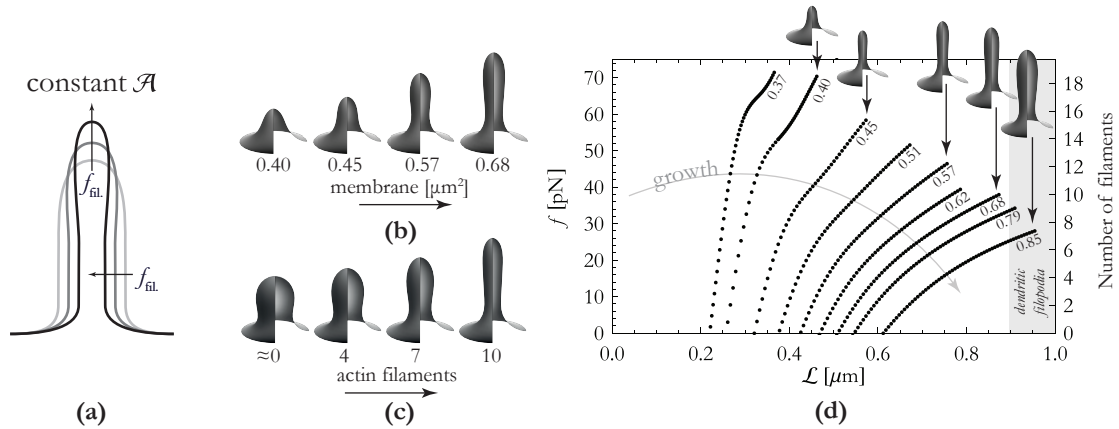 constant 𝒜
f fil.
f fil.
(a)
0.40 0.45 0.57 0.68
membrane [μm²]
(b)
≈0 4 7 10
actin filaments
(c)
f [pN]
70
60
50
40
30
20
10
0
0.0 0.2 0.4 0.6 0.8 1.0
ℒ [μm]
growth
0.37
0.40
0.45
0.51
0.57
0.62
0.68
0.79
0.85
dendritic
filopodia
18
16
14
12
10
8
6
4
2
0
Number of filaments
(d)